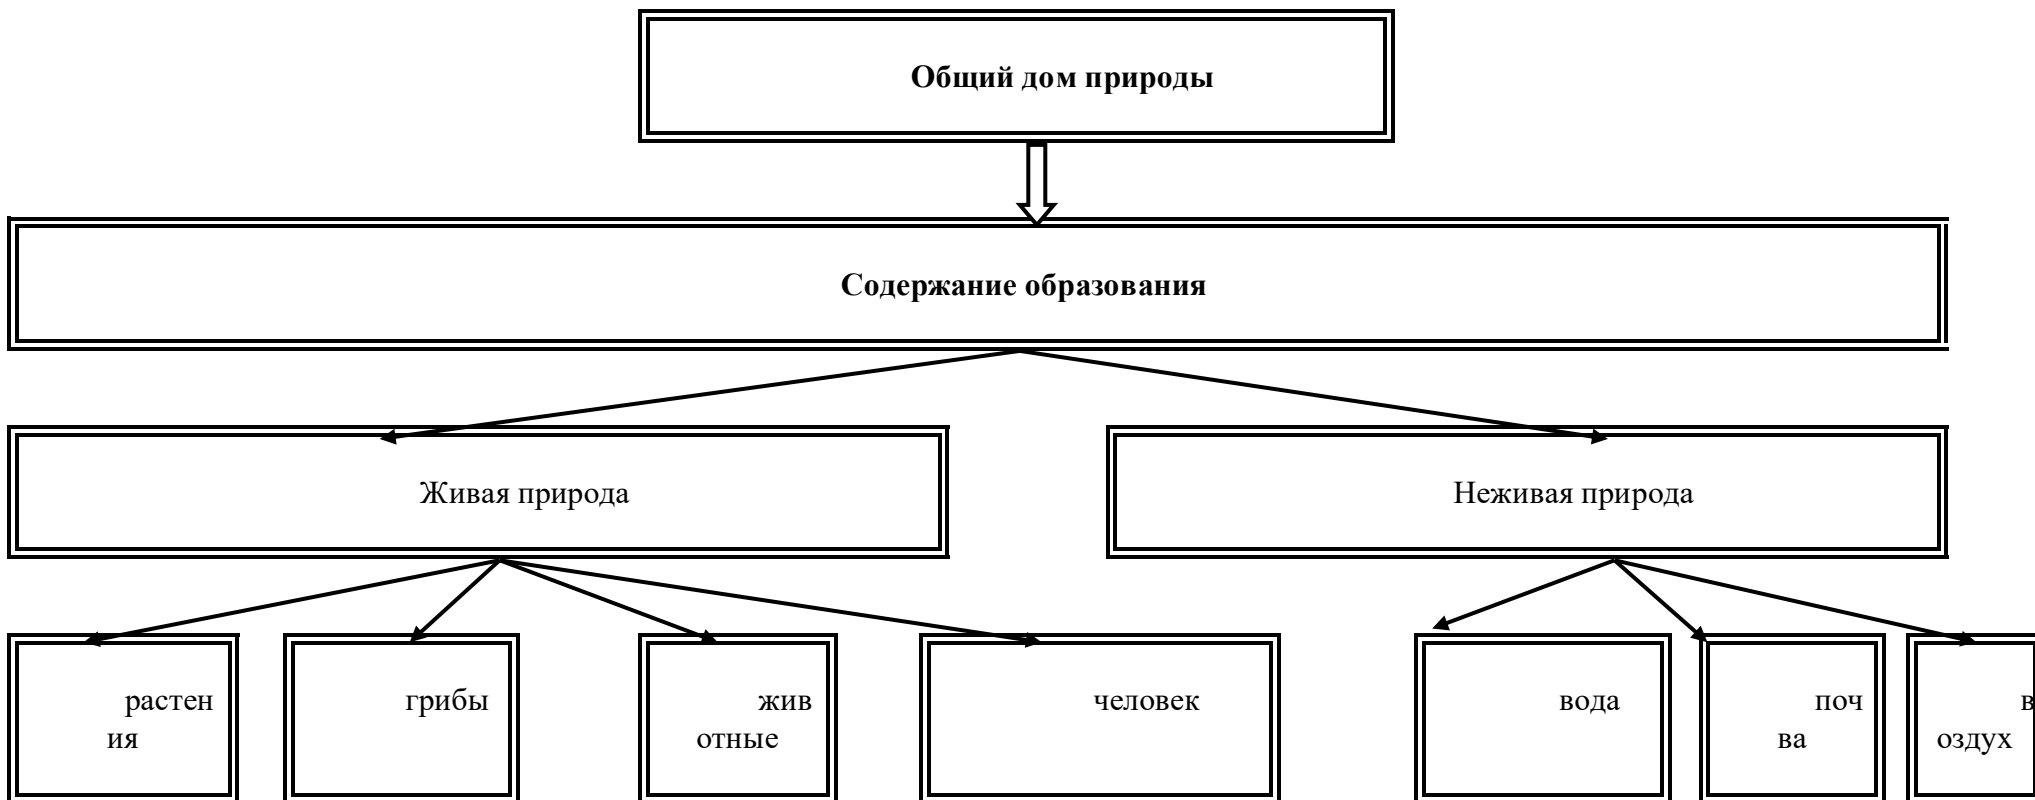 Общий дом природы
Содержание образования
Живая природа
Неживая природа
растен
ия
грибы
жив
отные
человек
вода
поч
ва
в
оздух